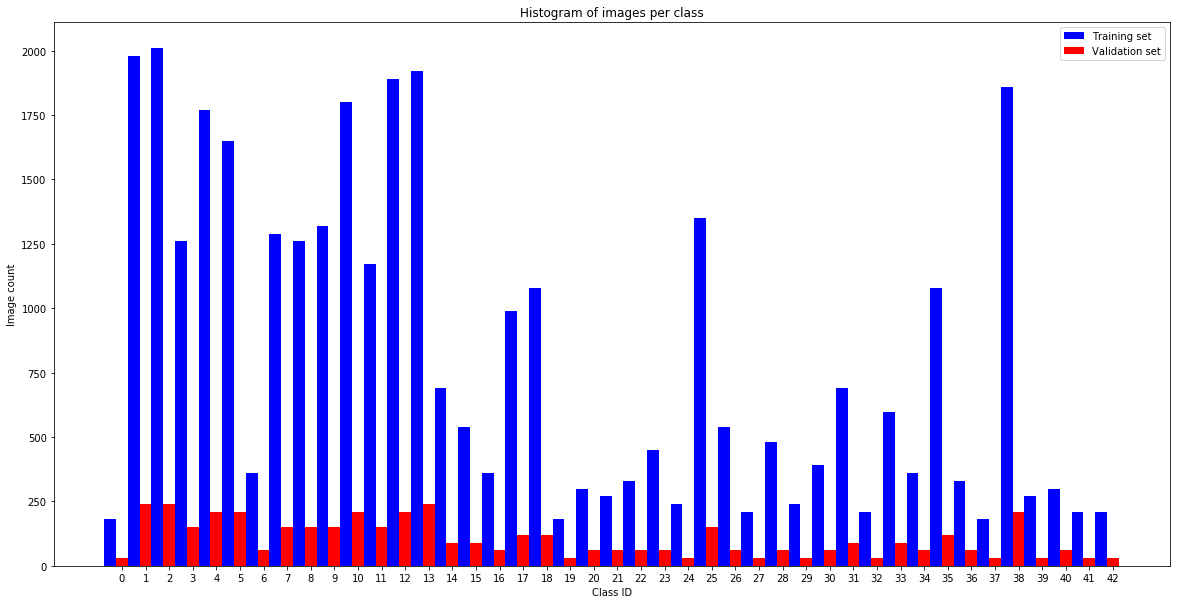 Histogram of images per class
Training set
Validation set
Image count
2000
1750
1500
1250
1000
750
500
250
0
0 1 2 3 4 5 6 7 8 9 10 11 12 13 14 15 16 17 18 19 20 21 22 23 24 25 26 27 28 29 30 31 32 33 34 35 36 37 38 39 40 41 42
Class ID